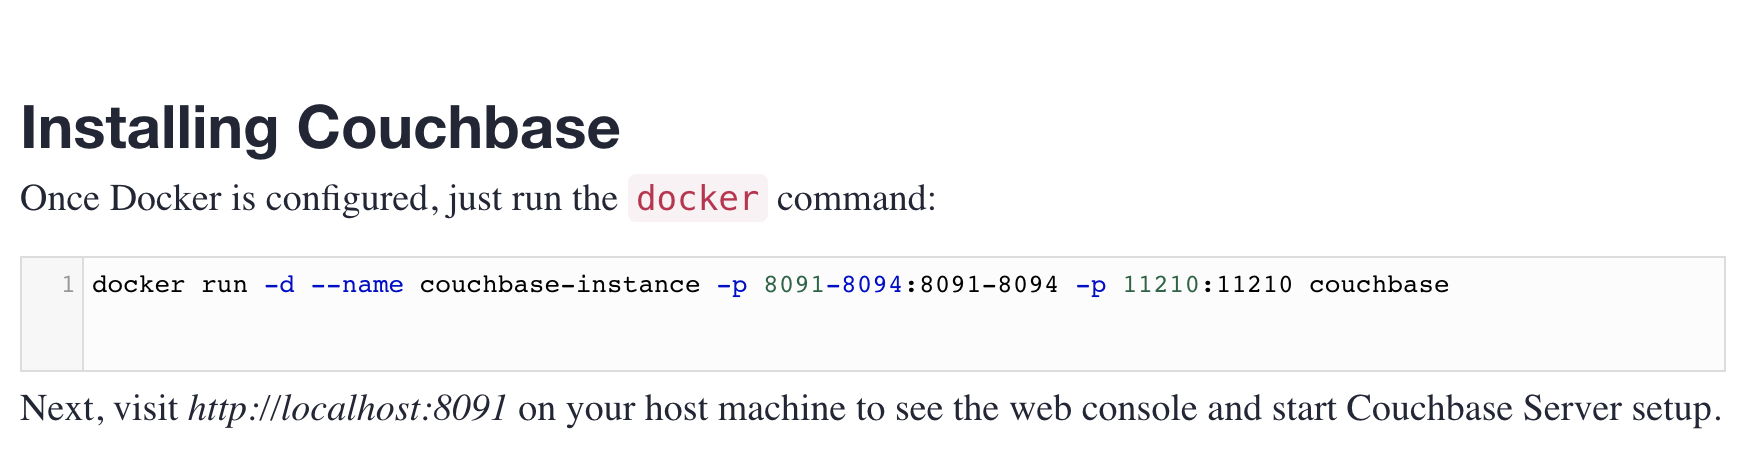 Installing Couchbase
Once Docker is configured, just run the docker command:
1 docker run -d --name couchbase-instance -p 8091-8094:8091-8094 -p 11210:11210 couchbase
Next, visit http://localhost:8091 on your host machine to see the web console and start Couchbase Server setup.